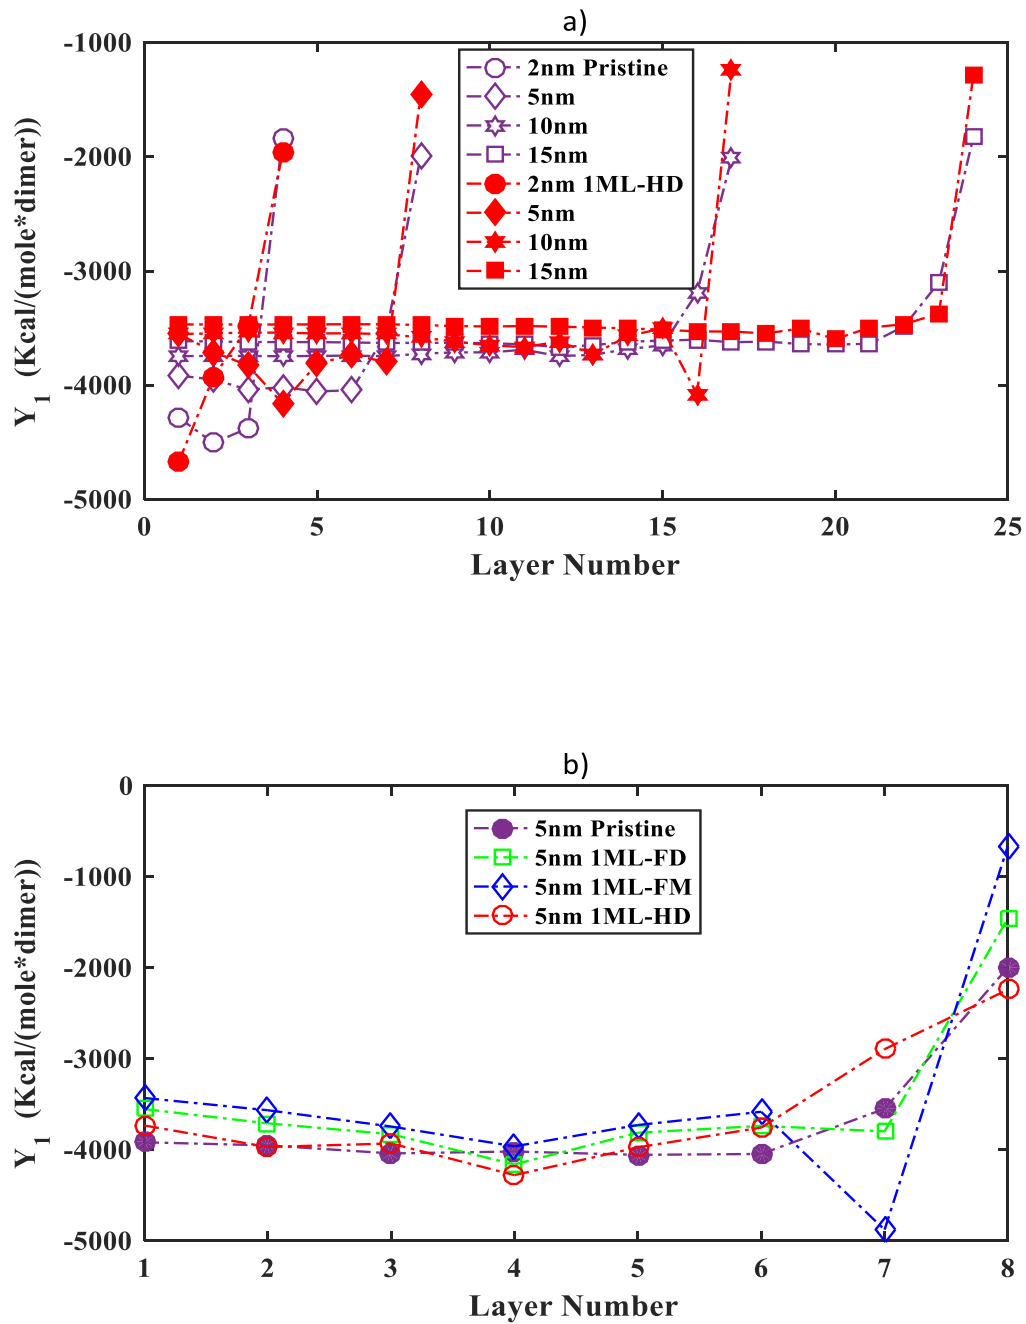 a)
Y1 (Kcal/(mole*dimer))
-1000
-2000
-3000
-4000
-5000
2nm Pristine
5nm
10nm
15nm
2nm 1ML-HD
5nm
10nm
15nm
0 5 10 15 20 25
Layer Number
b)
Y1 (Kcal/(mole*dimer))
0
-1000
-2000
-3000
-4000
-5000
5nm Pristine
5nm 1ML-FD
5nm 1ML-FM
5nm 1ML-HD
1 2 3 4 5 6 7 8
Layer Number